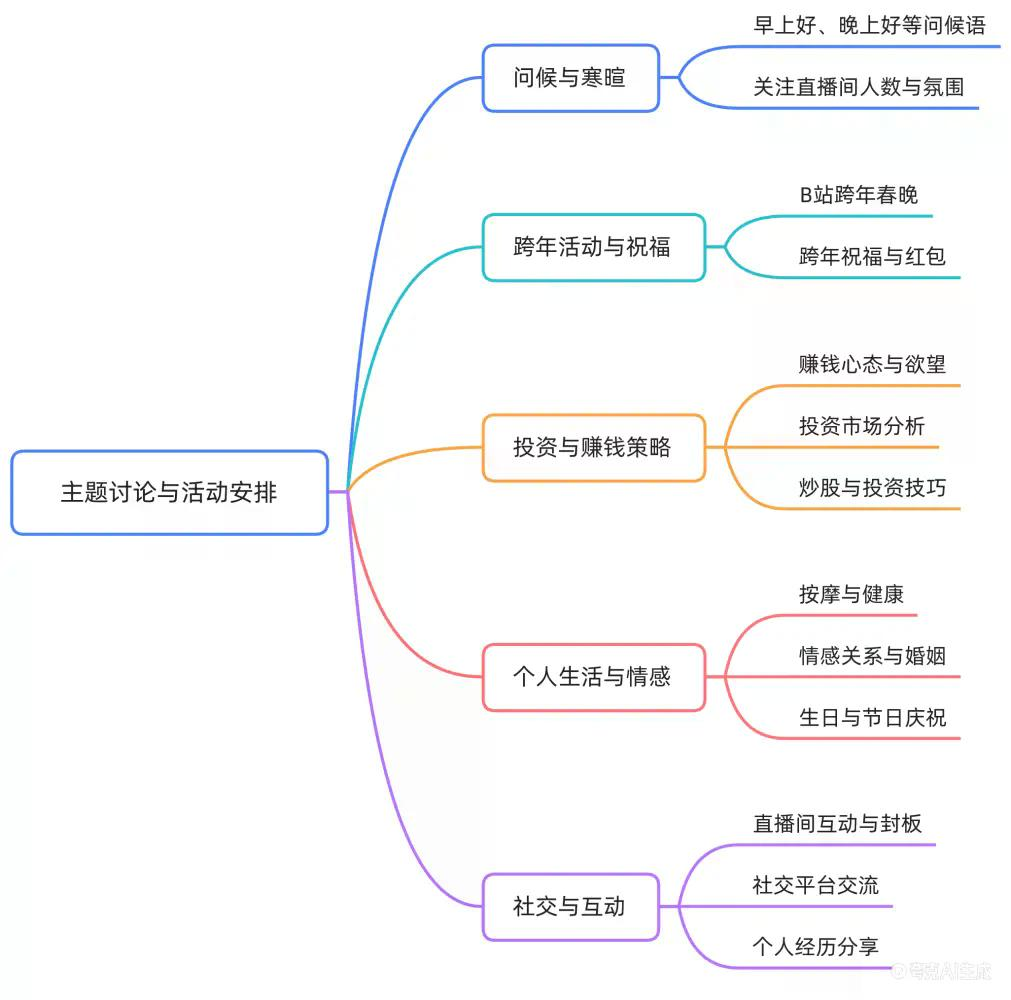 早上好、晚上好等问候语
问候与寒暄
关注直播间人数与氛围
B站跨年春晚
跨年活动与祝福
跨年祝福与红包
赚钱心态与欲望
投资市场分析
投资与赚钱策略
炒股与投资技巧
主题讨论与活动安排
按摩与健康
情感关系与婚姻
个人生活与情感
生日与节日庆祝
直播间互动与封板
社交平台交流
社交与互动
个人经历分享
夸克AI生成